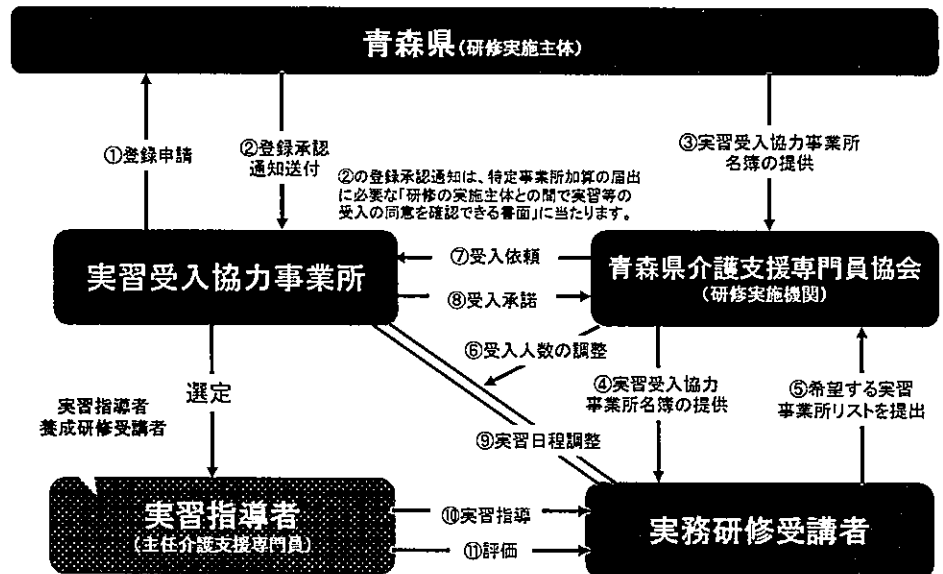 青森県(研修実施主体)
①登録申請
②登録承認
通知送付
③実習受入協力事業所
名簿の提供
②の登録承認通知は、特定事業所加算の届出
に必要な「研修の実施主体との間で実習等の
受入の同意を確認できる書面」に当たります。
実習受入協力事業所
⑦受入依頼
⑧受入承諾
青森県介護支援専門員協会
(研修実施機関)
⑥受入人数の調整
選定
実習指導者
養成研修受講者
④実習受入協力
事業所名簿の提供
⑤希望する実習
事業所リストを提出
⑨実習日程調整
実習指導者
(主任介護支援専門員)
⑩実習指導
⑪評価
実務研修受講者